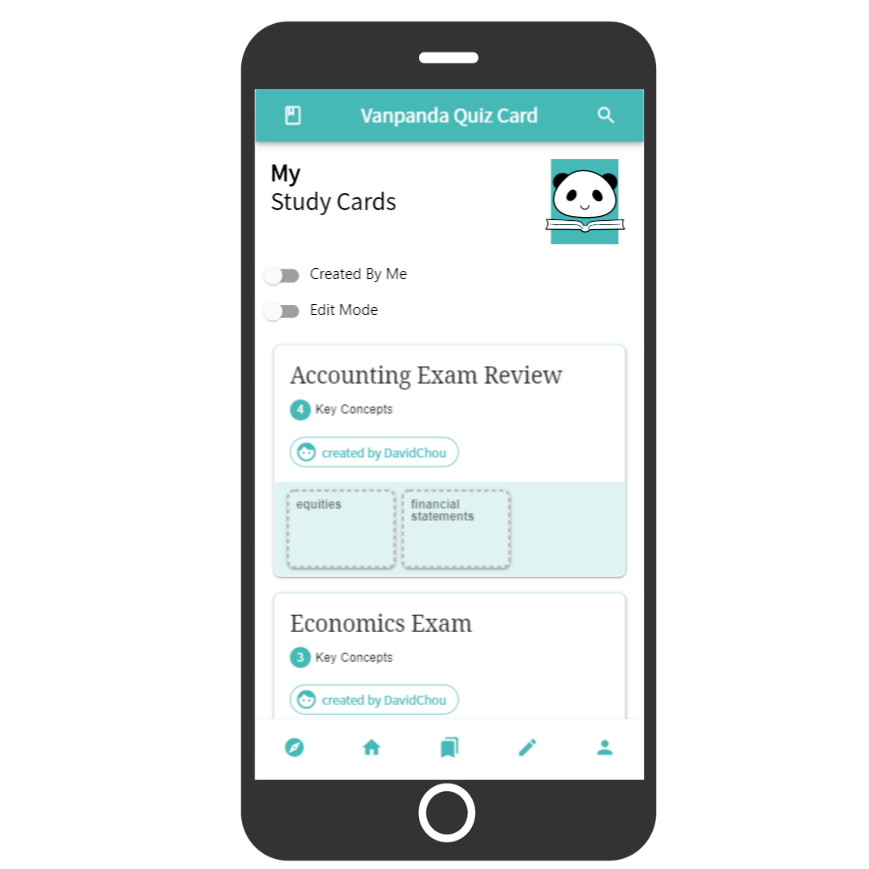 Vanpanda Quiz Card
My
Study Cards
Created By Me
Edit Mode
Accounting Exam Review
4 Key Concepts
created by DavidChou
equities
financial
statements
Economics Exam
3 Key Concepts
created by DavidChou